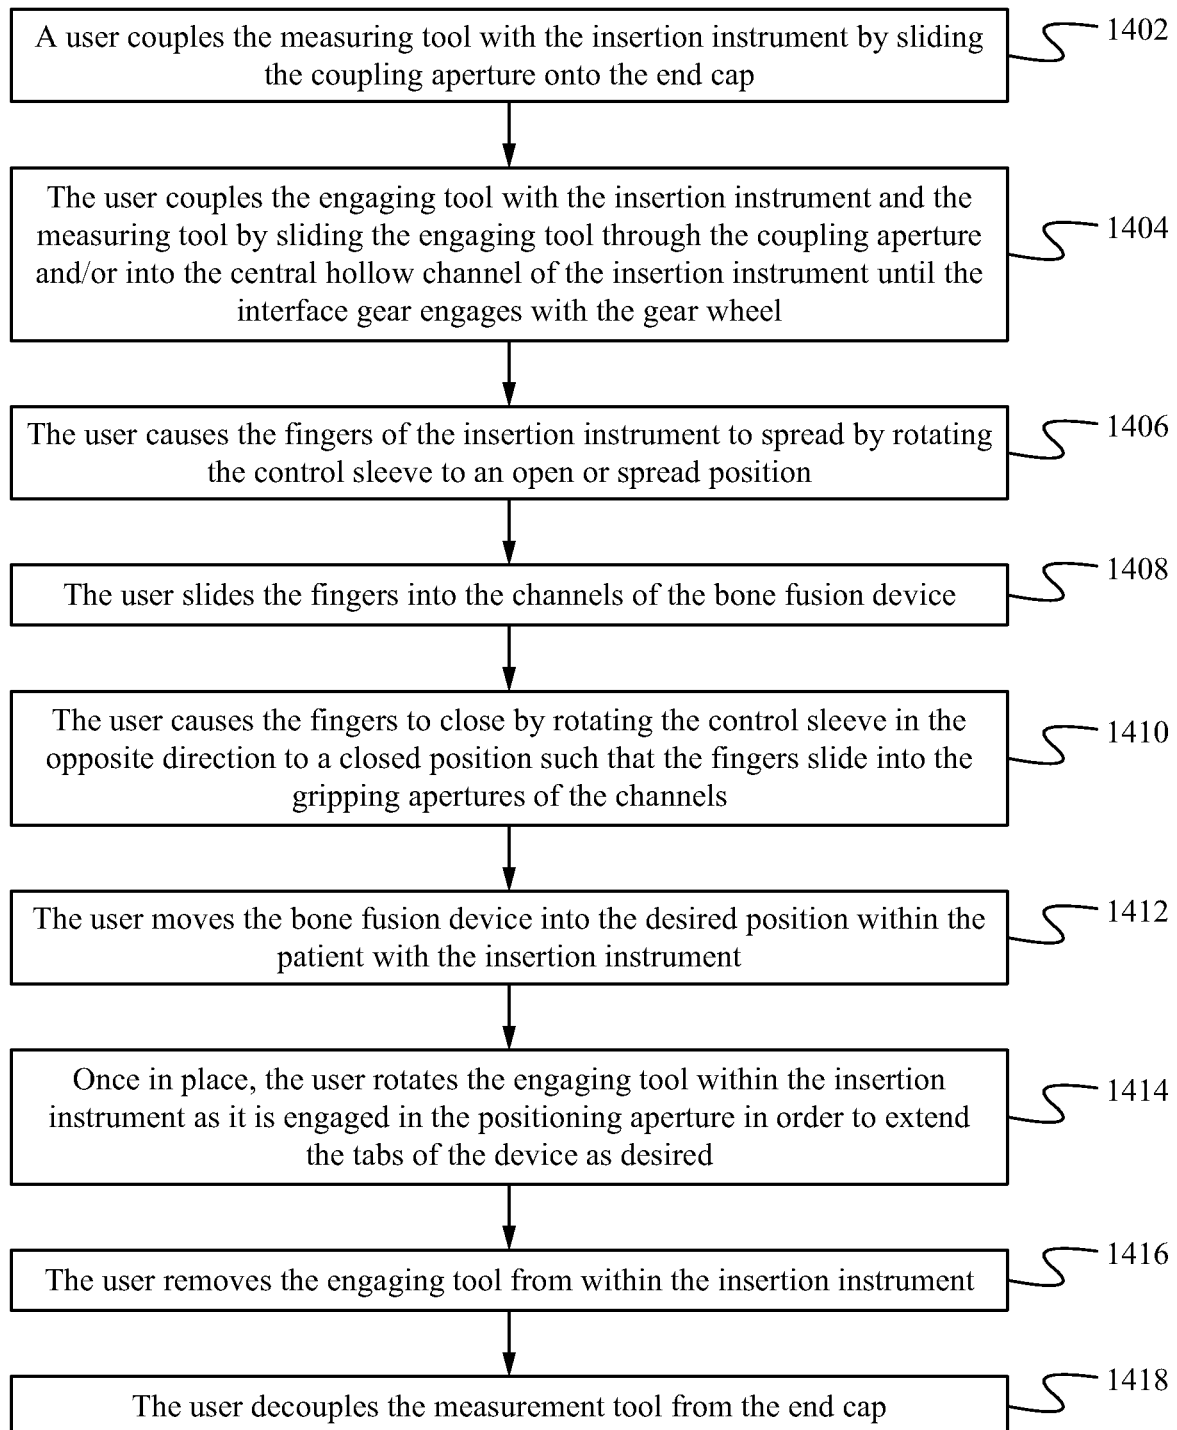 A user couples the measuring tool with the insertion instrument by sliding
the coupling aperture onto the end cap
1402
The user couples the engaging tool with the insertion instrument and the
measuring tool by sliding the engaging tool through the coupling aperture
and/or into the central hollow channel of the insertion instrument until the
interface gear engages with the gear wheel
1404
The user causes the fingers of the insertion instrument to spread by rotating
the control sleeve to an open or spread position
1406
The user slides the fingers into the channels of the bone fusion device
1408
The user causes the fingers to close by rotating the control sleeve in the
opposite direction to a closed position such that the fingers slide into the
gripping apertures of the channels
1410
The user moves the bone fusion device into the desired position within the
patient with the insertion instrument
1412
Once in place, the user rotates the engaging tool within the insertion
instrument as it is engaged in the positioning aperture in order to extend
the tabs of the device as desired
1414
The user removes the engaging tool from within the insertion instrument
1416
The user decouples the measurement tool from the end cap
1418